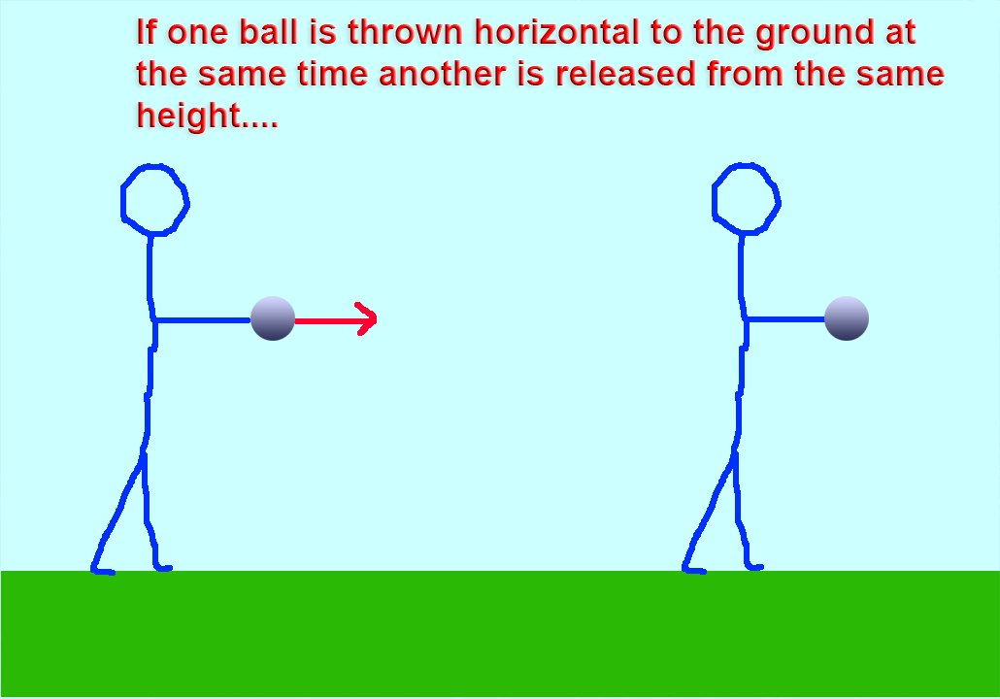 If one ball is thrown horizontal to the ground at
the same time another is released from the same
height....